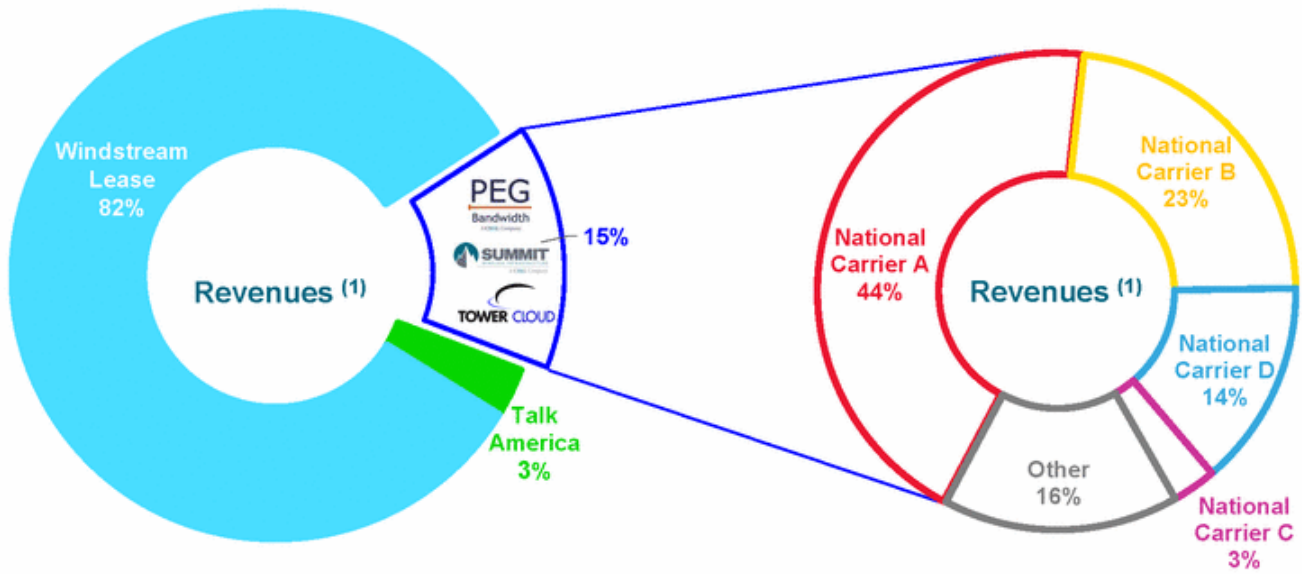 Windstream
Lease
82%
Revenues (1)
PEG
Bandwidth
SUMMIT
TOWER CLOUD
15%
Talk
America
3%
National
Carrier A
44%
Revenues (1)
National
Carrier B
23%
National
Carrier D
14%
National
Carrier C
3%
Other
16%